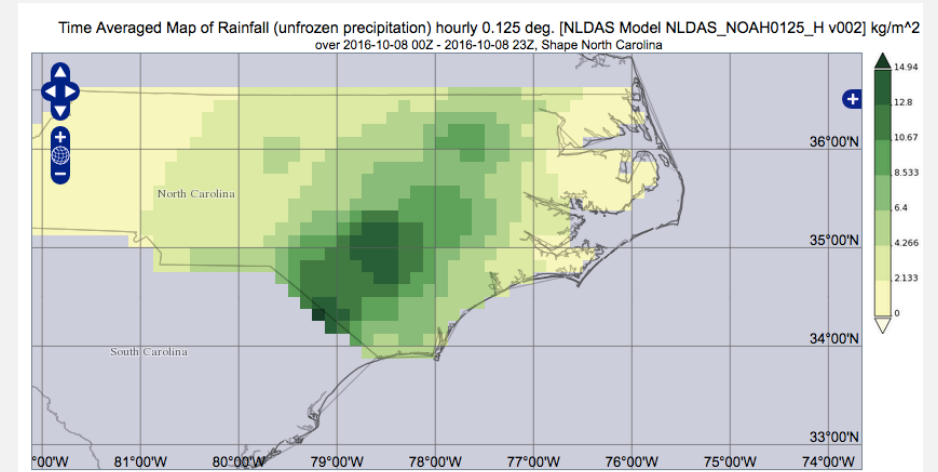 Time Averaged Map of Rainfall (unfrozen precipitation) hourly 0.125 deg. [NLDAS Model NLDAS_NOAH0125_H v002] kg/m^2
over 2016-10-08 00Z - 2016-10-08 23Z, Shape North Carolina
14.94
12.8
10.67
8.533
6.4
4.266
2.133
0
36°00'N
35°00'N
34°00'N
33°00'N
North Carolina
South Carolina
°00'W 81°00'W 80°00'W 79°00'W 78°00'W 77°00'W 76°00'W 75°00'W 74°00'W